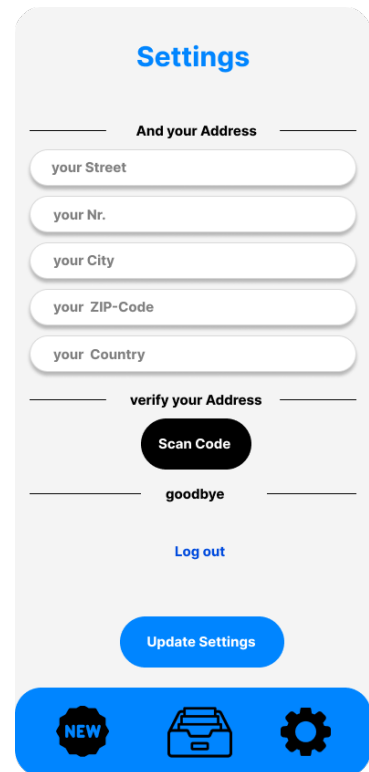 Settings
And your Address
your Street
your Nr.
your City
your ZIP-Code
your Country
verify your Address
Scan Code
goodbye
Log out
Update Settings
NEW